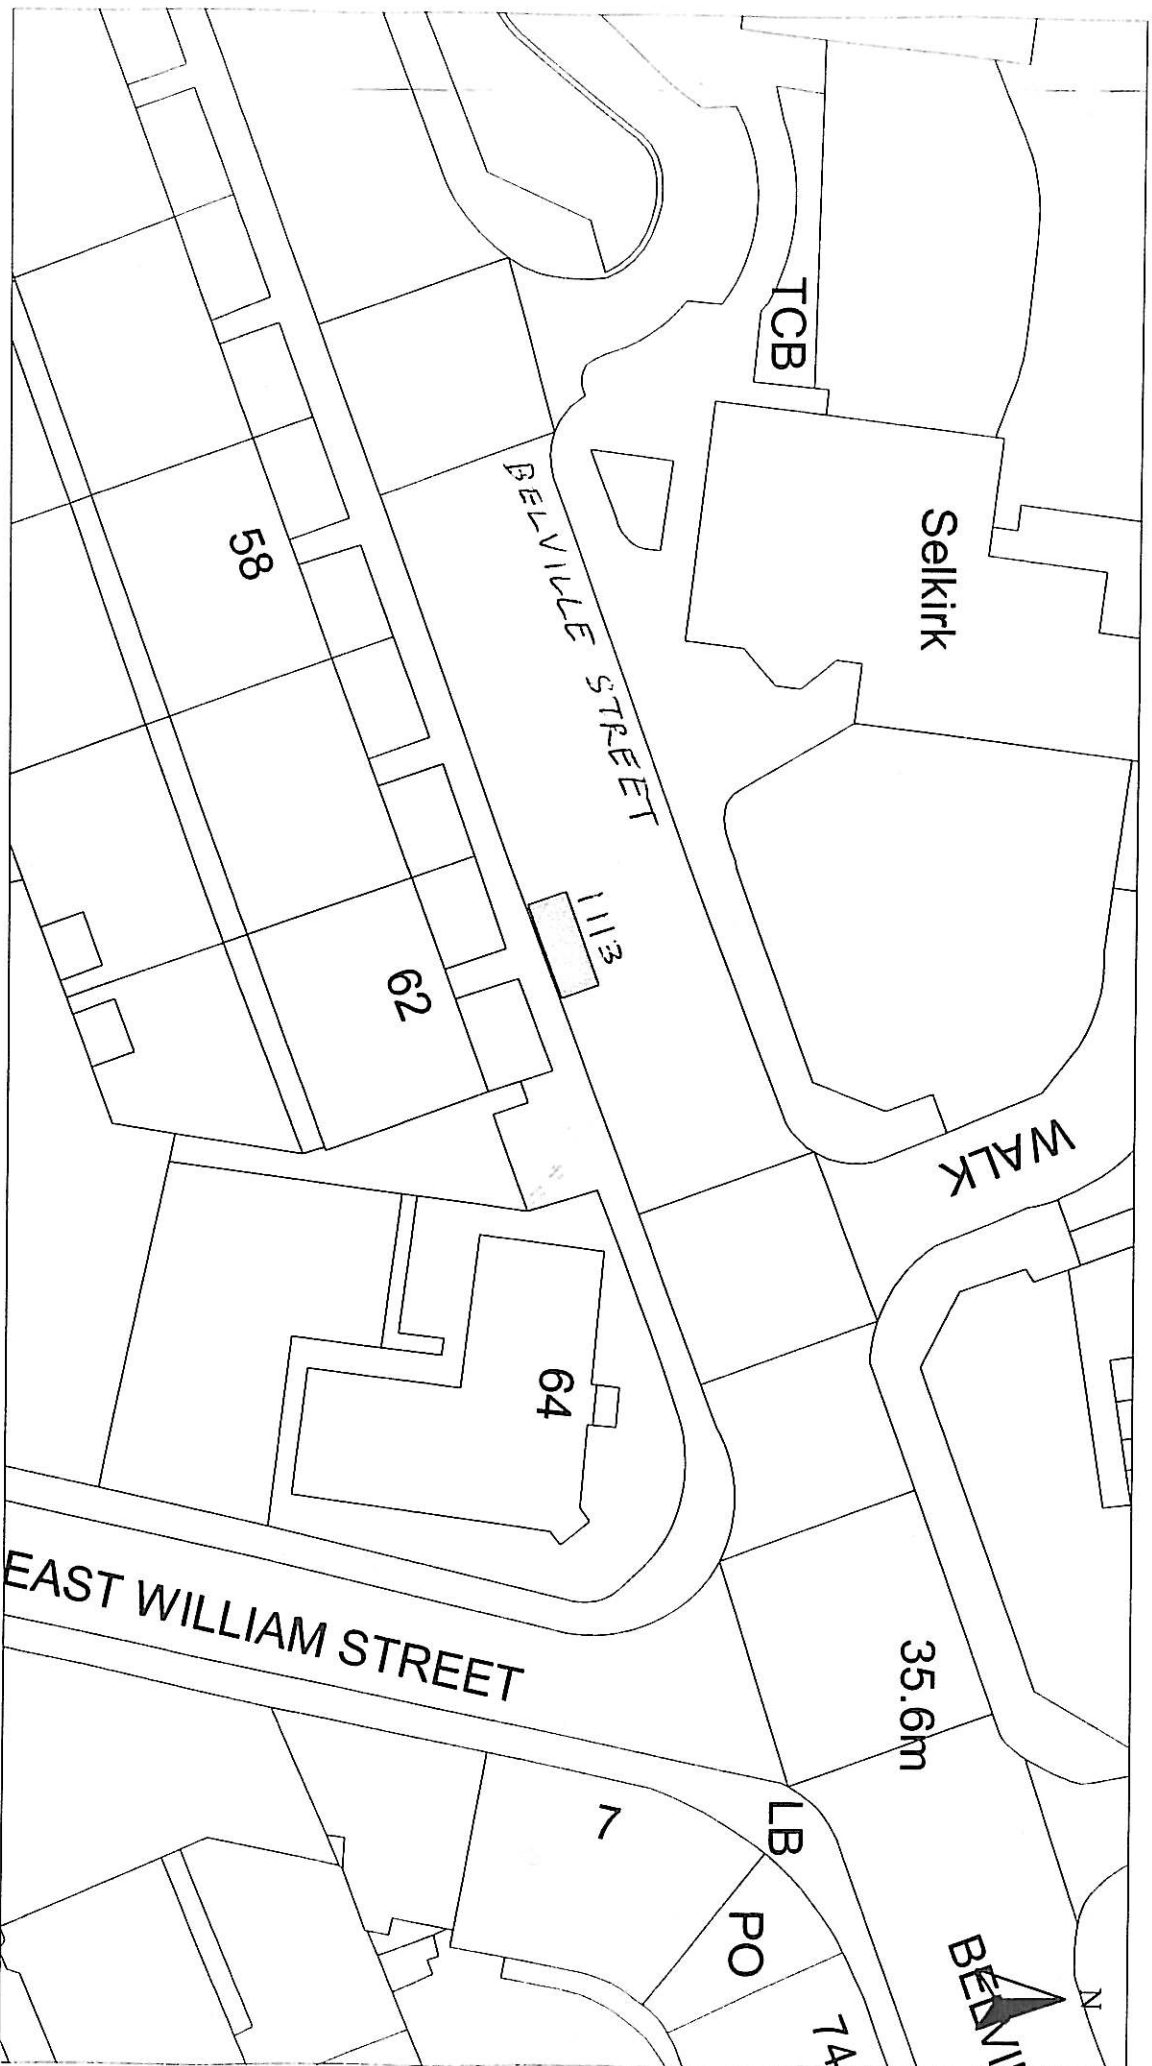 TCB
Selkirk
58
BELVILLE STREET
1113
62
WALK
64
EAST WILLIAM STREET
35.6m
7
LB
PO
74
N